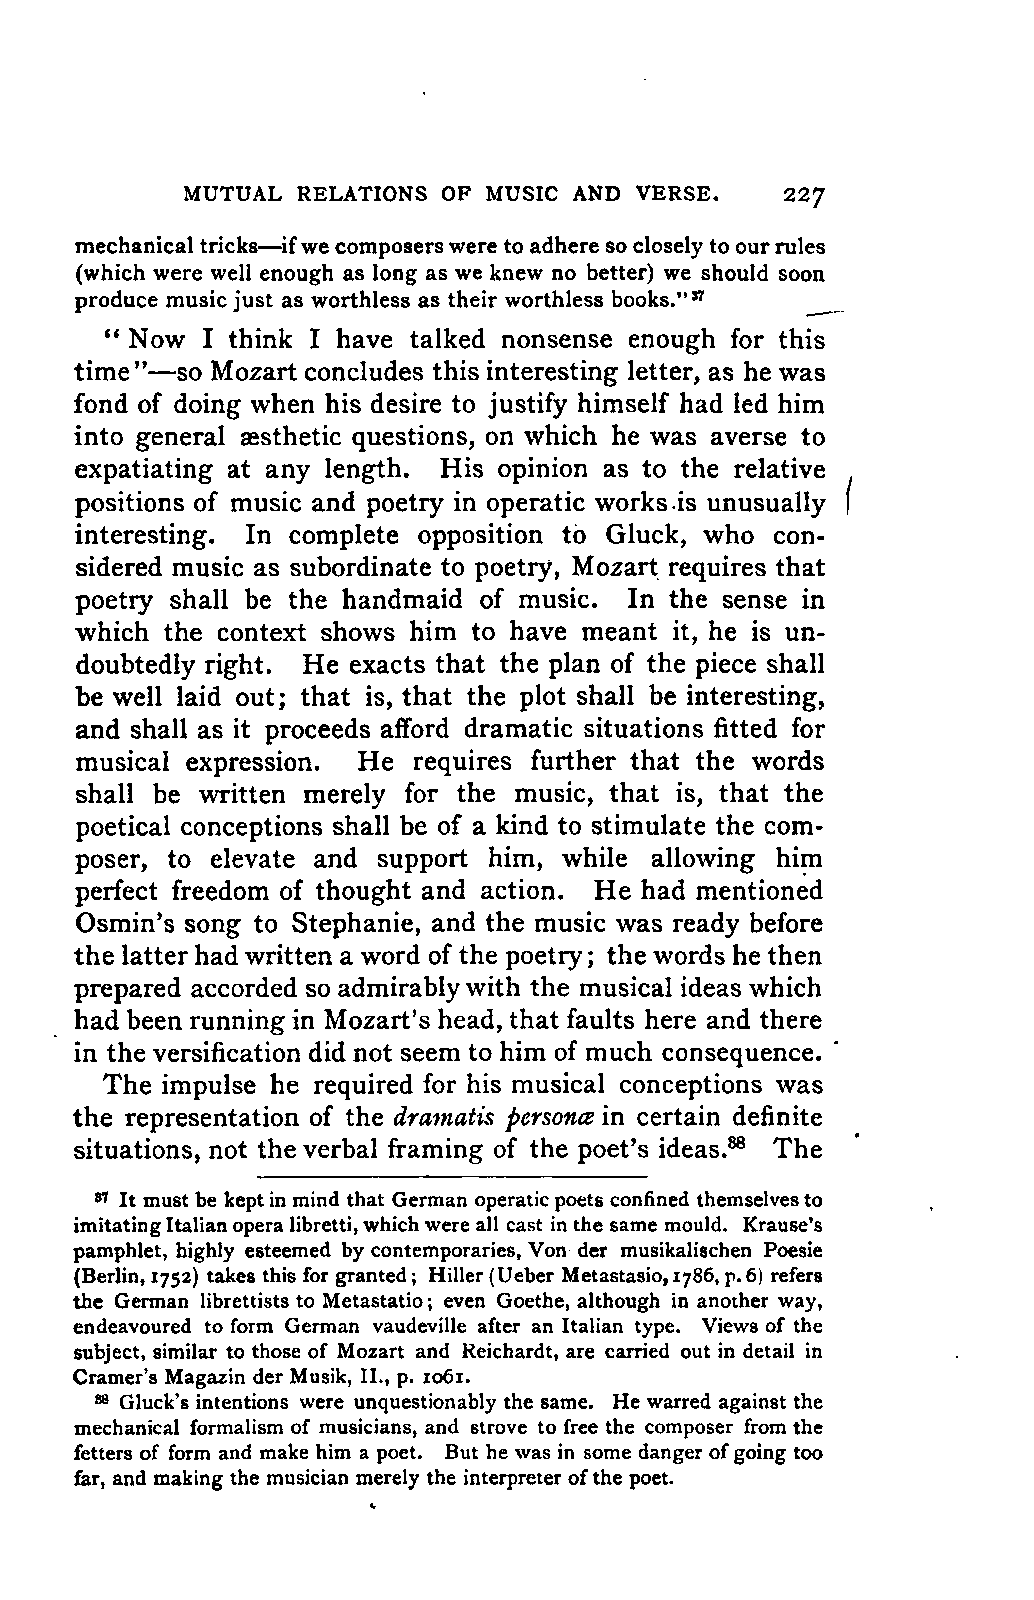 MUTUAL RELATIONS OF MUSIC AND VERSE. 227
mechanical tricks—if we composers were to adhere so closely to our rules
(which were well enough as long as we knew no better) we should soon
produce music just as worthless as their worthless books." 37
" Now I think I have talked nonsense enough for this
time"—so Mozart concludes this interesting letter, as he was
fond of doing when his desire to justify himself had led him
into general æsthetic questions, on which he was averse to
expatiating at any length. His opinion as to the relative
positions of music and poetry in operatic works is unusually
interesting. In complete opposition to Gluck, who con-
sidered music as subordinate to poetry, Mozart requires that
poetry shall be the handmaid of music. In the sense in
which the context shows him to have meant it, he is un-
doubtedly right. He exacts that the plan of the piece shall
be well laid out; that is, that the plot shall be interesting,
and shall as it proceeds afford dramatic situations fitted for
musical expression. He requires further that the words
shall be written merely for the music, that is, that the
poetical conceptions shall be of a kind to stimulate the com-
poser, to elevate and support him, while allowing him
perfect freedom of thought and action. He had mentioned
Osmin's song to Stephanie, and the music was ready before
the latter had written a word of the poetry; the words he then
prepared accorded so admirably with the musical ideas which
had been running in Mozart's head, that faults here and there
in the versification did not seem to him of much consequence.
The impulse he required for his musical conceptions was
the representation of the dramatis personæ in certain definite
situations, not the verbal framing of the poet's ideas.38 The
37 It must be kept in mind that German operatic poets confined themselves to
imitating Italian opera libretti, which were all cast in the same mould. Krause's
pamphlet, highly esteemed by contemporaries, Von der musikalischen Poesie
(Berlin, 1752) takes this for granted; Hiller (Ueber Metastasio, 1786, p. 6) refers
the German librettists to Metastatio; even Goethe, although in another way,
endeavoured to form German vaudeville after an Italian type. Views of the
subject, similar to those of Mozart and Reichardt, are carried out in detail in
Cramer's Magazin der Musik, II., p. 1061.
38 Gluck's intentions were unquestionably the same. He warred against the
mechanical formalism of musicians, and strove to free the composer from the
fetters of form and make him a poet. But he was in some danger of going too
far, and making the musician merely the interpreter of the poet.